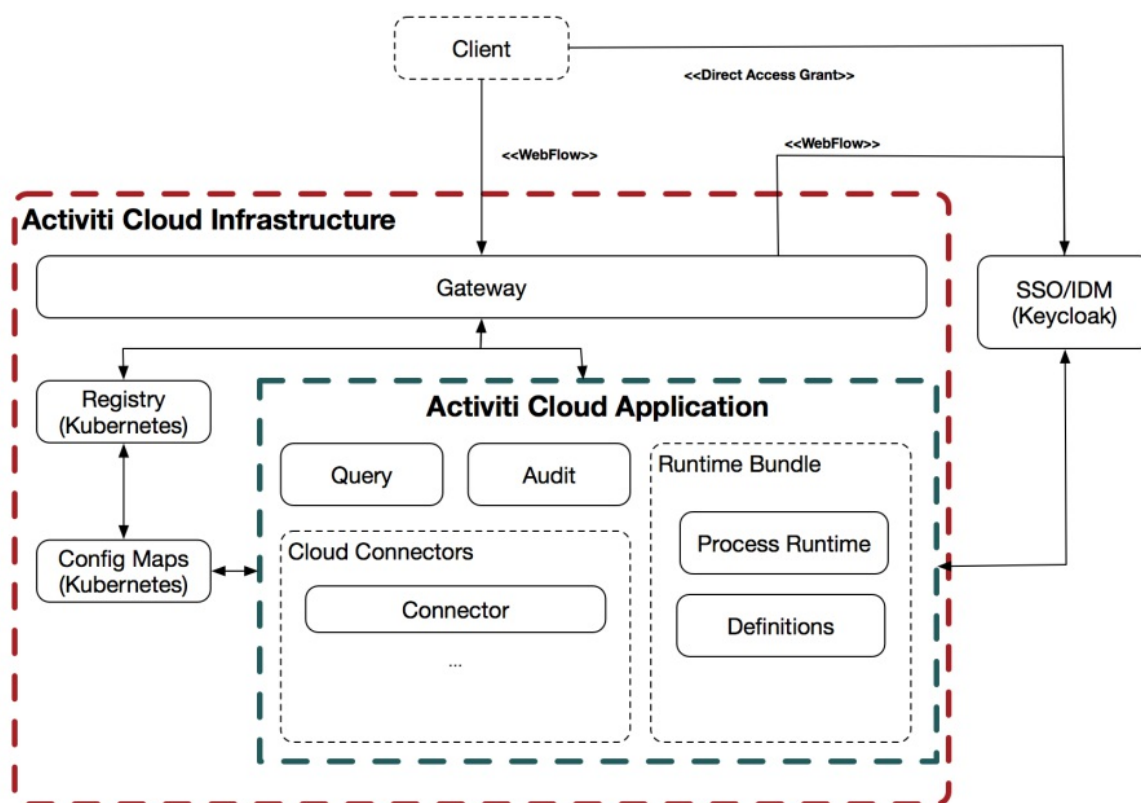 Client
<<Direct Access Grant>>
<<WebFlow>>
<<WebFlow>>
Activiti Cloud Infrastructure
Gateway
SSO/IDM
(Keycloak)
Registry
(Kubernetes)
Activiti Cloud Application
Query
Audit
Runtime Bundle
Process Runtime
Config Maps
(Kubernetes)
Cloud Connectors
Connector
...
Definitions